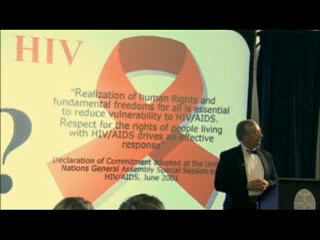 HIV
?
"Realization of human Rights and
fundamental freedoms for all is essential
to reduce vulnerability to HIV/AIDS.
Respect for the rights of people living
with HIV/AIDS drives an effective
response"
Declaration of Commitment adopted at the
Nations General Assembly Special Session
HIV/AIDS, June 2001